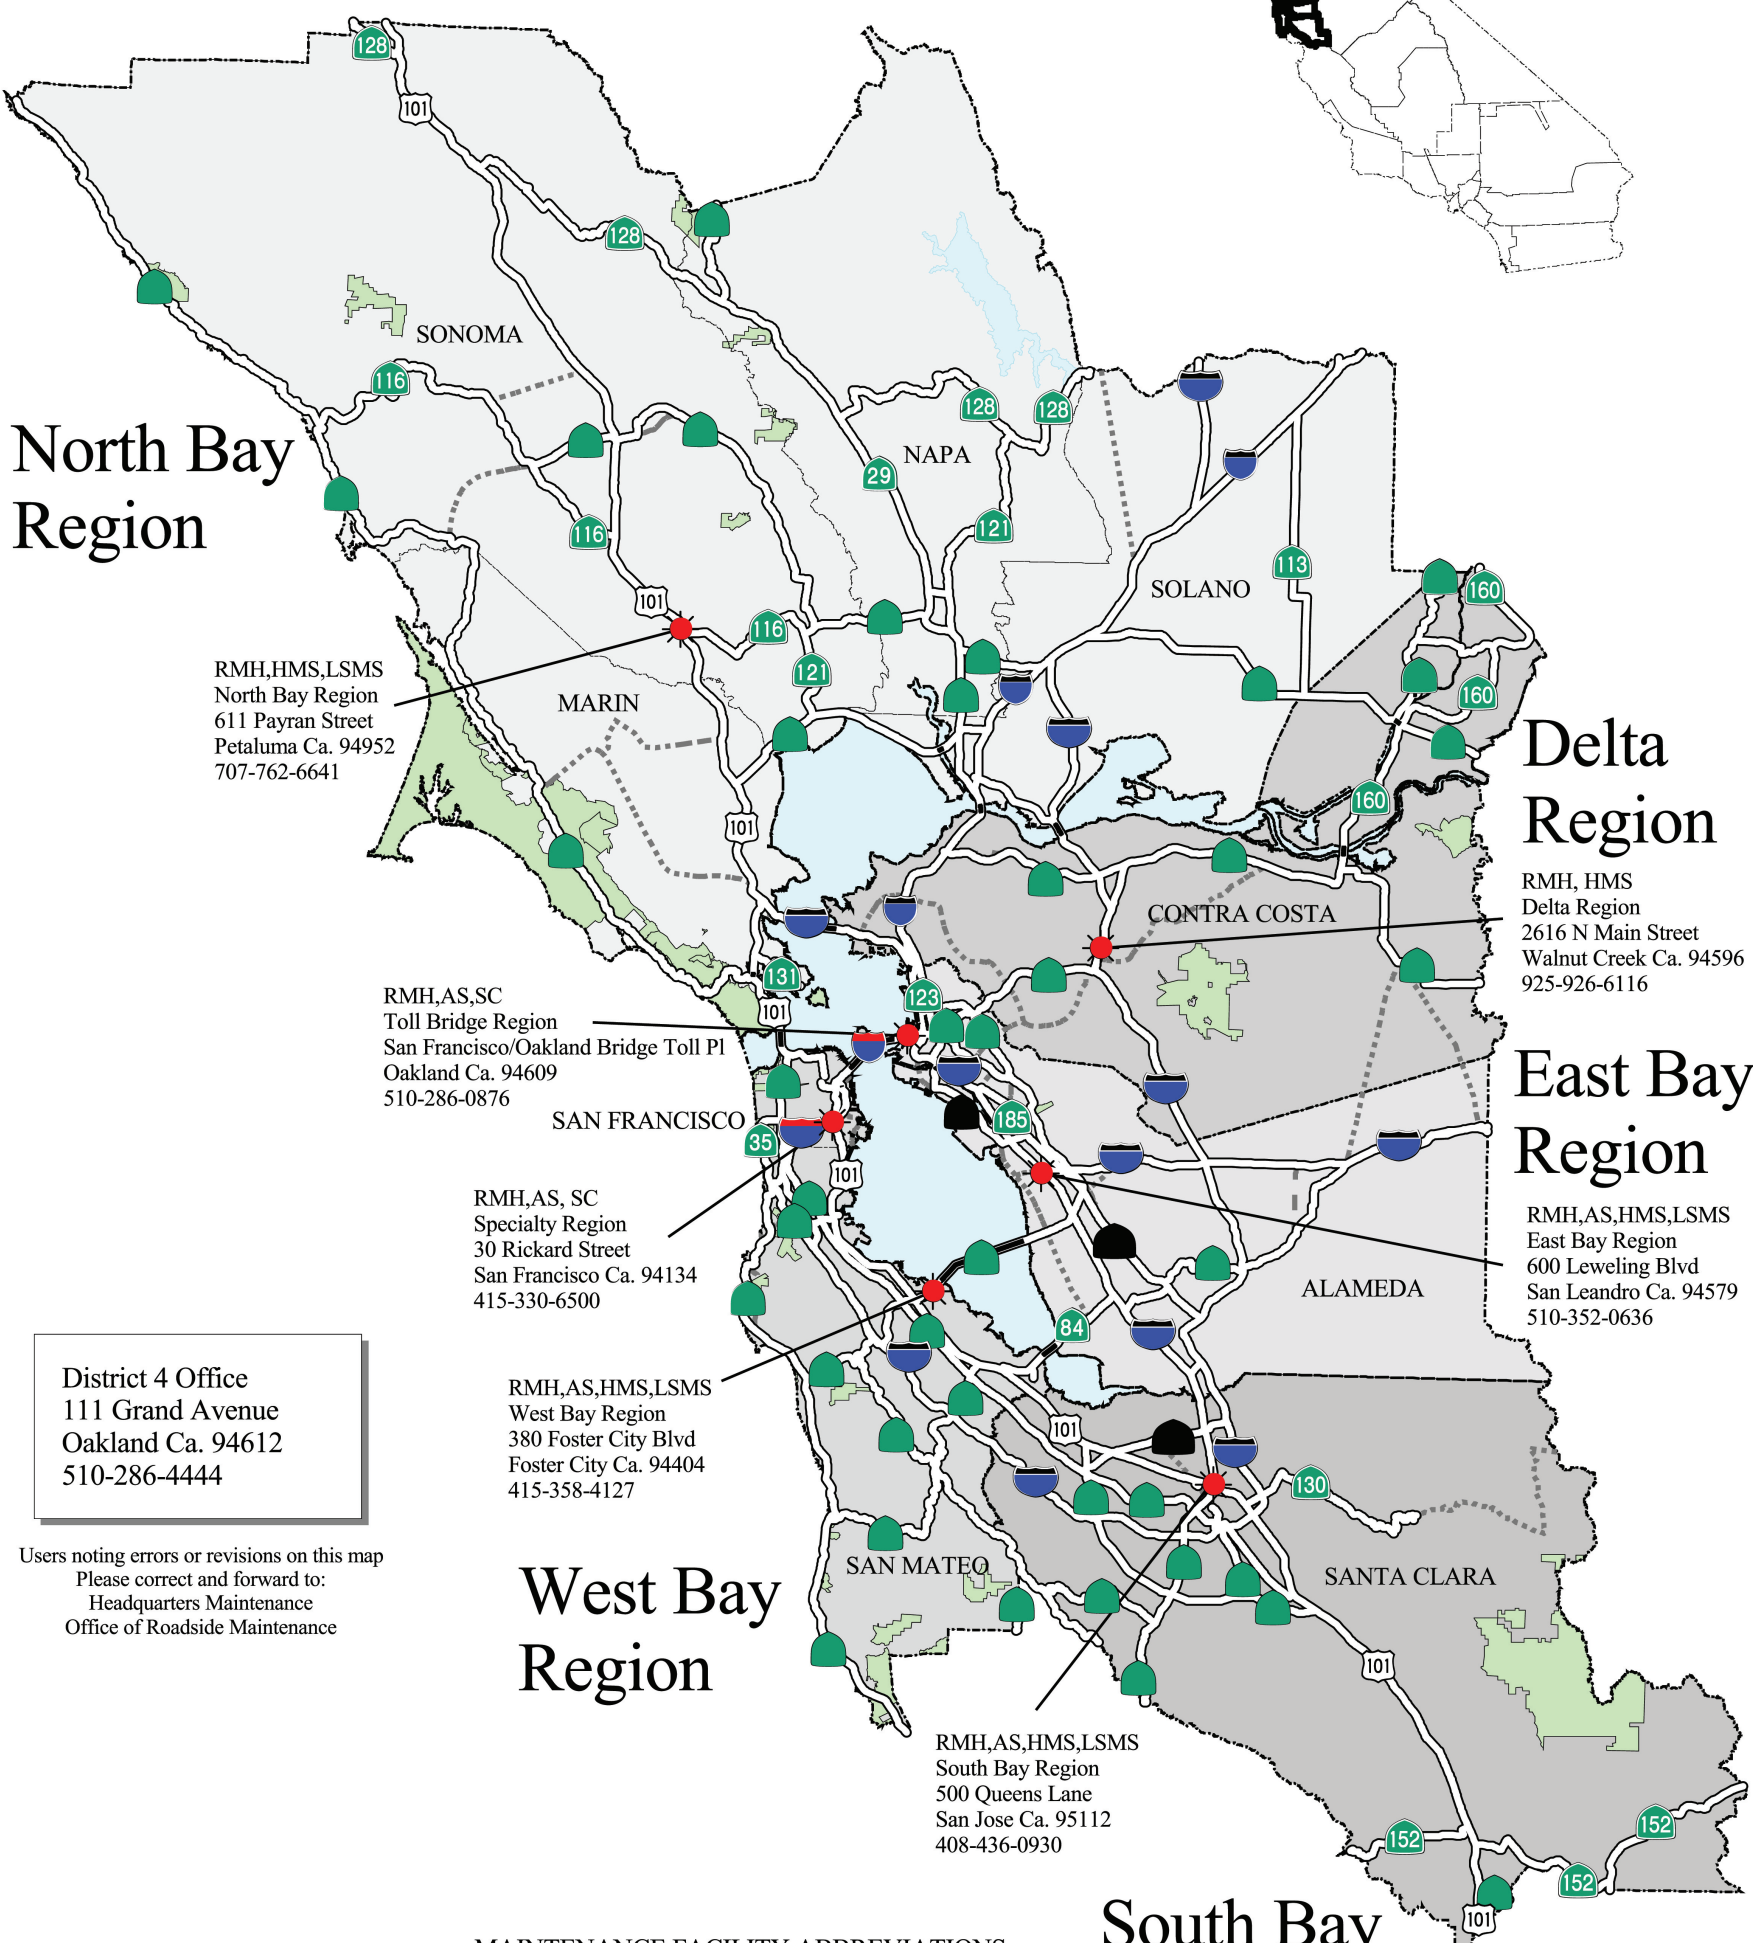 128
101
128
SONOMA
116
North Bay
Region
128
128
NAPA
29
121
116
113
SOLANO
160
101
116
121
160
RMH,HMS,LSMS
North Bay Region
611 Payran Street
Petaluma Ca. 94952
707-762-6641
MARIN
Delta
Region
160
101
RMH, HMS
Delta Region
2616 N Main Street
Walnut Creek Ca. 94596
925-926-6116
CONTRA COSTA
131
123
101
RMH,AS,SC
Toll Bridge Region
San Francisco/Oakland Bridge Toll Pl
Oakland Ca. 94609
510-286-0876
East Bay
Region
SAN FRANCISCO
185
35
101
RMH,AS, SC
Specialty Region
30 Rickard Street
San Francisco Ca. 94134
415-330-6500
RMH,AS,HMS,LSMS
East Bay Region
600 Leweling Blvd
San Leandro Ca. 94579
510-352-0636
ALAMEDA
84
District 4 Office
111 Grand Avenue
Oakland Ca. 94612
510-286-4444
RMH,AS,HMS,LSMS
West Bay Region
380 Foster City Blvd
Foster City Ca. 94404
415-358-4127
101
130
Users noting errors or revisions on this map
Please correct and forward to:
Headquarters Maintenance
Office of Roadside Maintenance
SAN MATEO
SANTA CLARA
West Bay
Region
101
RMH,AS,HMS,LSMS
South Bay Region
500 Queens Lane
San Jose Ca. 95112
408-436-0930
152
152
152
101
South Bay
MAINTENANCE FACILITY ABBREVIATIONS